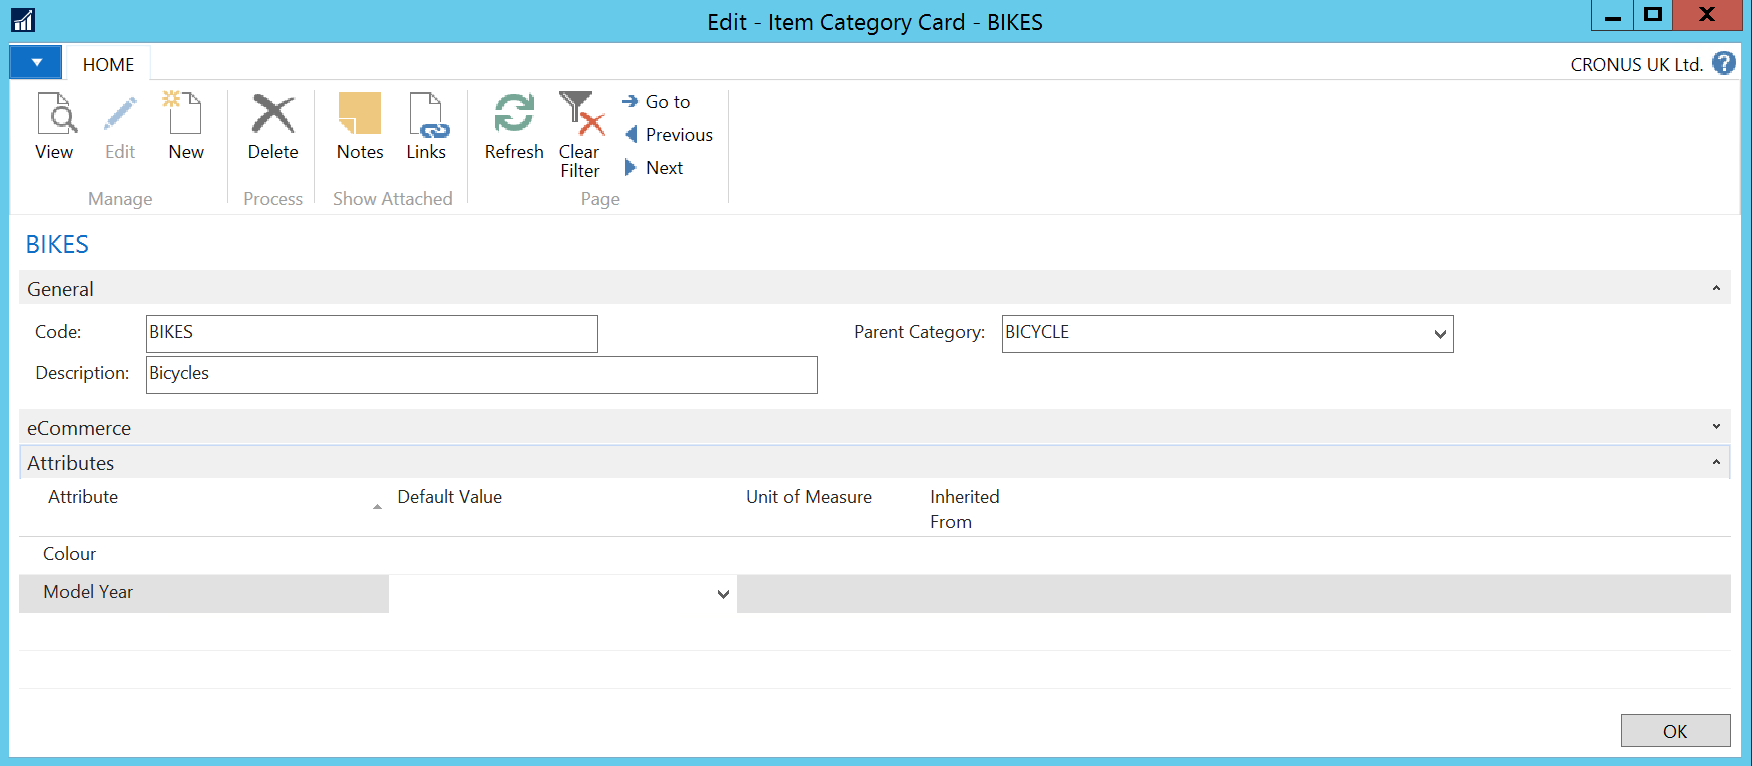 Edit - Item Category Card - BIKES
HOME
CRONUS UK Ltd.
?
View
Edit
New
Delete
Notes
Links
Refresh
Clear
Filter
Go to
Previous
Next
Manage
Process
Show Attached
Page
BIKES
General
Code: BIKES
Parent Category: BICYCLE
Description: Bicycles
eCommerce
Attributes
Attribute Default Value Unit of Measure Inherited
From
Colour
Model Year
OK